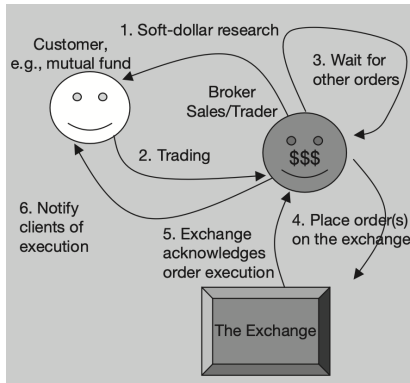 1. Soft-dollar research
Customer,
e.g., mutual fund
3. Wait for
other orders
Broker
Sales/Trader
$$$
2. Trading
6. Notify
clients of
execution
5. Exchange
acknowledges
order execution
4. Place order(s)
on the exchange
The Exchange